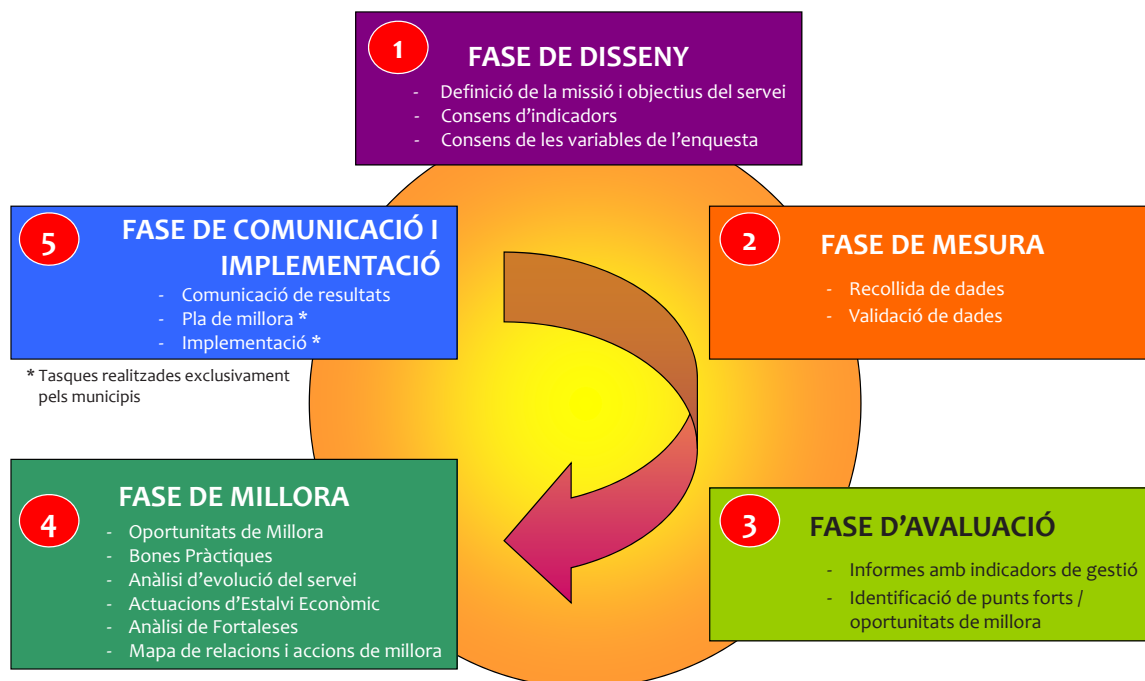 1
FASE DE DISSENY
- Definició de la missió i objectius del servei
- Consens d’indicadors
- Consens de les variables de l’enquesta
2
FASE DE MESURA
- Recollida de dades
- Validació de dades
3
FASE D’AVALUACIÓ
- Informes amb indicadors de gestió
- Identificació de punts forts /
oportunitats de millora
4
FASE DE MILLORA
- Oportunitats de Millora
- Bones Pràctiques
- Anàlisi d’evolució del servei
- Actuacions d’Estalvi Econòmic
- Anàlisi de Fortaleses
- Mapa de relacions i accions de millora
5
FASE DE COMUNICACIÓ I
IMPLEMENTACIÓ
- Comunicació de resultats
- Pla de millora *
- Implementació *
* Tasques realitzades exclusivament
pels municipis